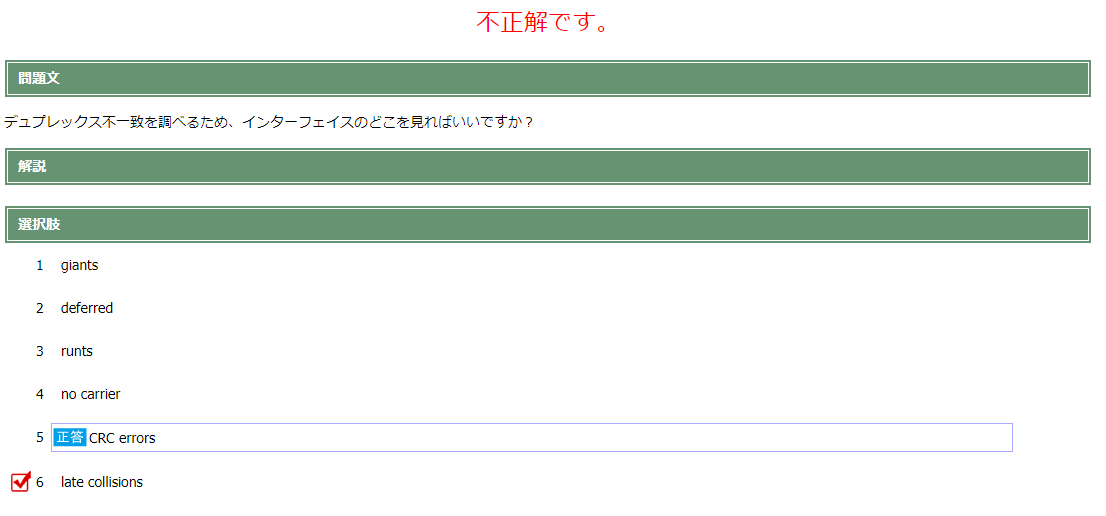 不正解です。
問題文
デュプレックス不一致を調べるため、インターフェイスのどこを見ればいいですか？
解説
選択肢
1 giants
2 deferred
3 runts
4 no carrier
5 正答 CRC errors
6 late collisions